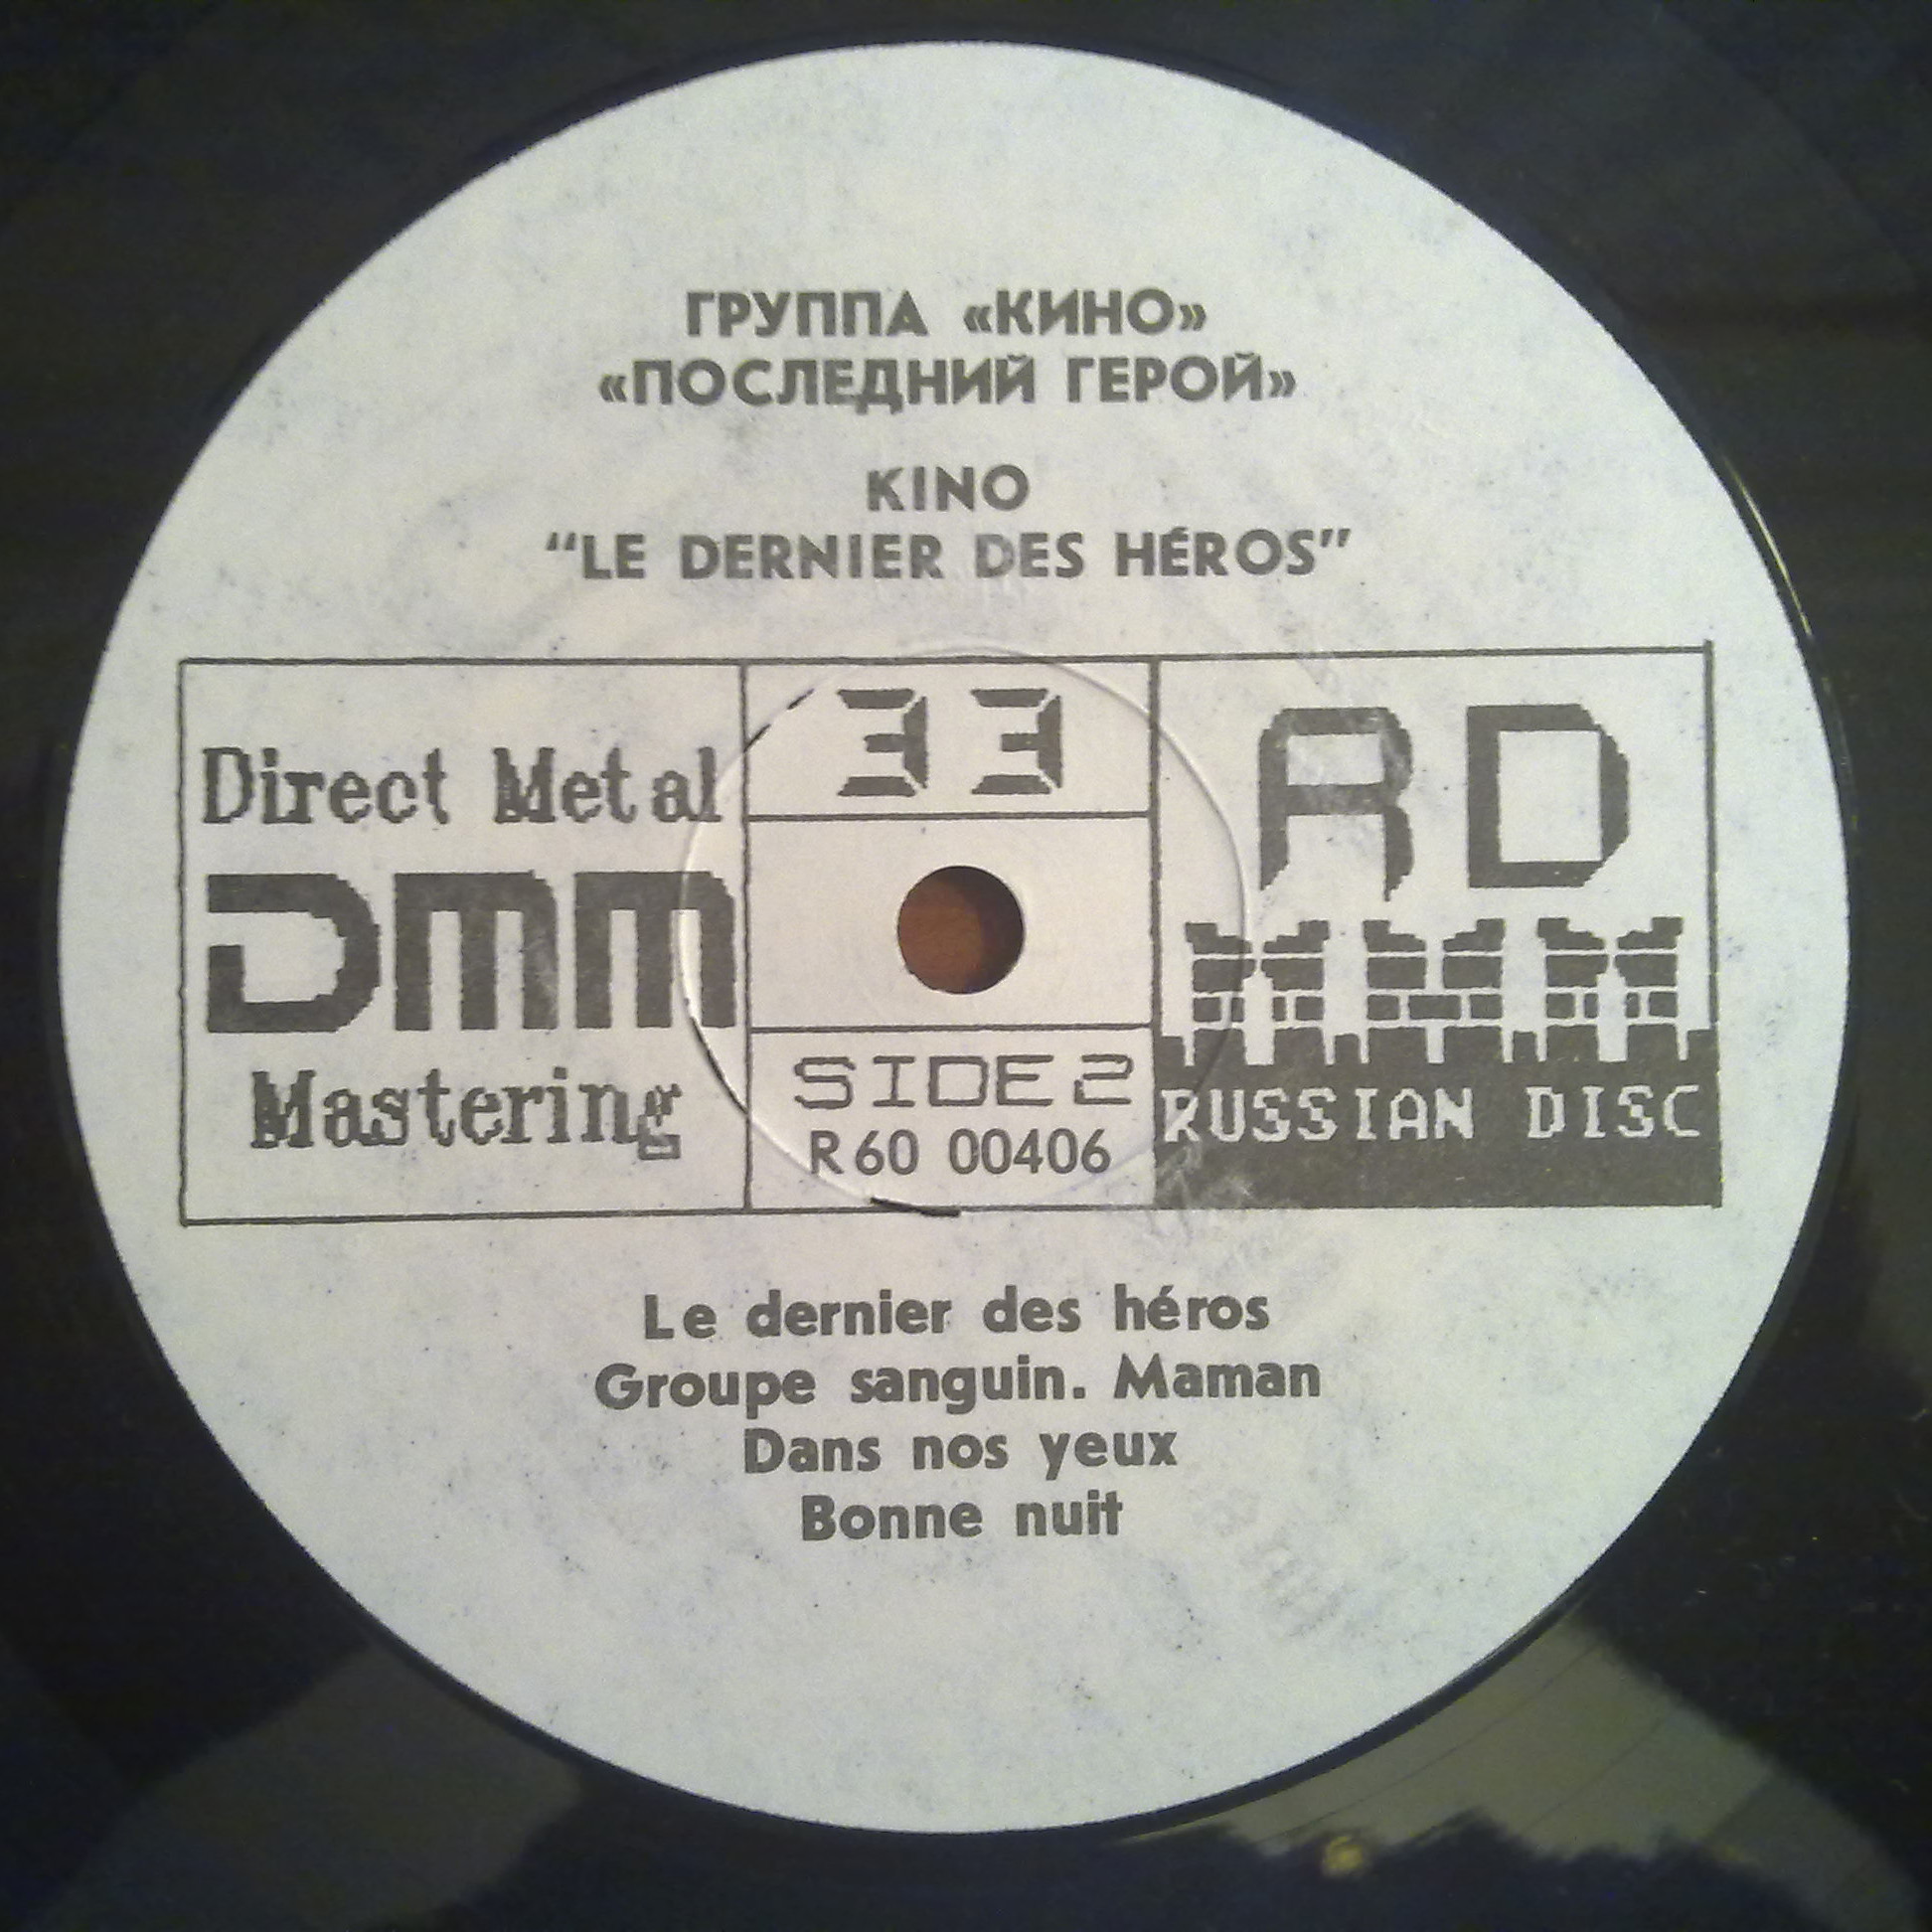 ГРУППА «КИНО»
«ПОСЛЕДНИЙ ГЕРОЙ»
KINO
“LE DERNIER DES HÉROS”
Direct Metal
DMM
Mastering
33
SIDE 2
R60 00406
RD
RUSSIAN DISC
Le dernier des héros
Groupe sanguin. Maman
Dans nos yeux
Bonne nuit